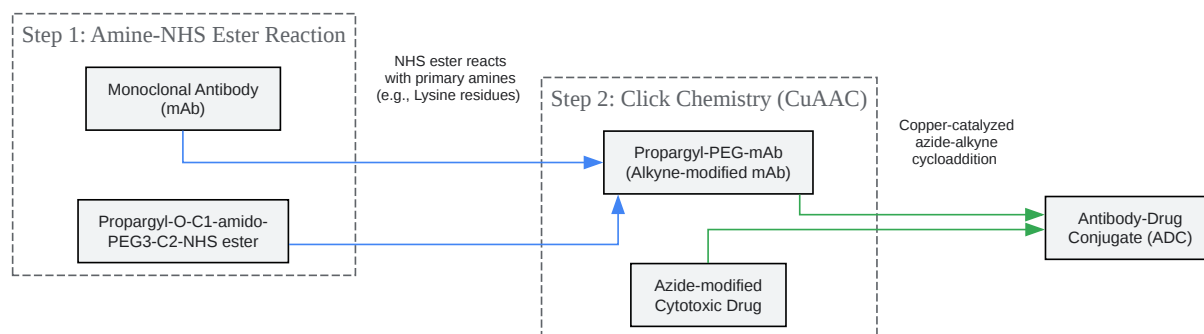 Step 1: Amine-NHS Ester Reaction
Monoclonal Antibody
(mAb)
Propargyl-O-C1-amido-
PEG3-C2-NHS ester
NHS ester reacts
with primary amines
(e.g., Lysine residues)
Step 2: Click Chemistry (CuAAC)
Propargyl-PEG-mAb
(Alkyne-modified mAb)
Azide-modified
Cytotoxic Drug
Copper-catalyzed
azide-alkyne
cycloaddition
Antibody-Drug
Conjugate (ADC)